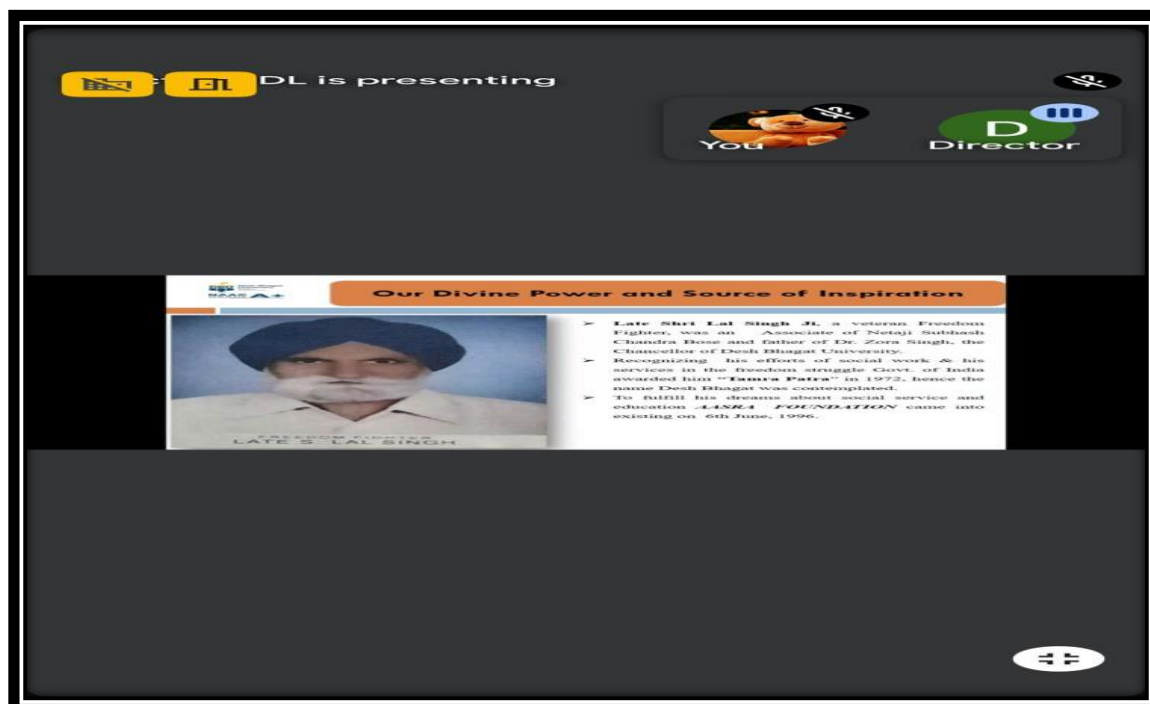 DL is presenting
You
D
Director
NAAC A+
Our Divine Power and Source of Inspiration
➢ Late Shri Lal Singh Ji, a veteran Freedom
Fighter, was an Associate of Netaji Subhash
Chandra Bose and father of Dr. Zora Singh, the
Chancellor of Desh Bhagat University.
➢ Recognizing his efforts of social work & his
services in the freedom struggle Govt. of India
awarded him “Tamra Patra” in 1972, hence the
name Desh Bhagat was contemplated.
➢ To fulfill his dreams about social service and
education AASRA FOUNDATION came into
existing on 6th June, 1996.
FREEDOM FIGHTER
LATE S. LAL SINGH